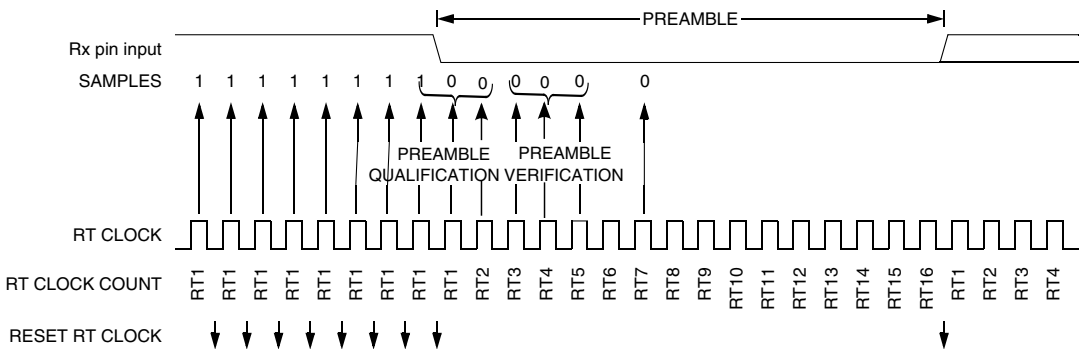 PREAMBLE
Rx pin input
SAMPLES 1 1 1 1 1 1 1 1 0 0 0 0 0 0
PREAMBLE QUALIFICATION
PREAMBLE VERIFICATION
RT CLOCK
RT CLOCK COUNT RT1 RT1 RT1 RT1 RT1 RT1 RT1 RT1 RT1 RT2 RT3 RT4 RT5 RT6 RT7 RT8 RT9 RT10 RT11 RT12 RT13 RT14 RT15 RT16 RT1 RT2 RT3 RT4
RESET RT CLOCK